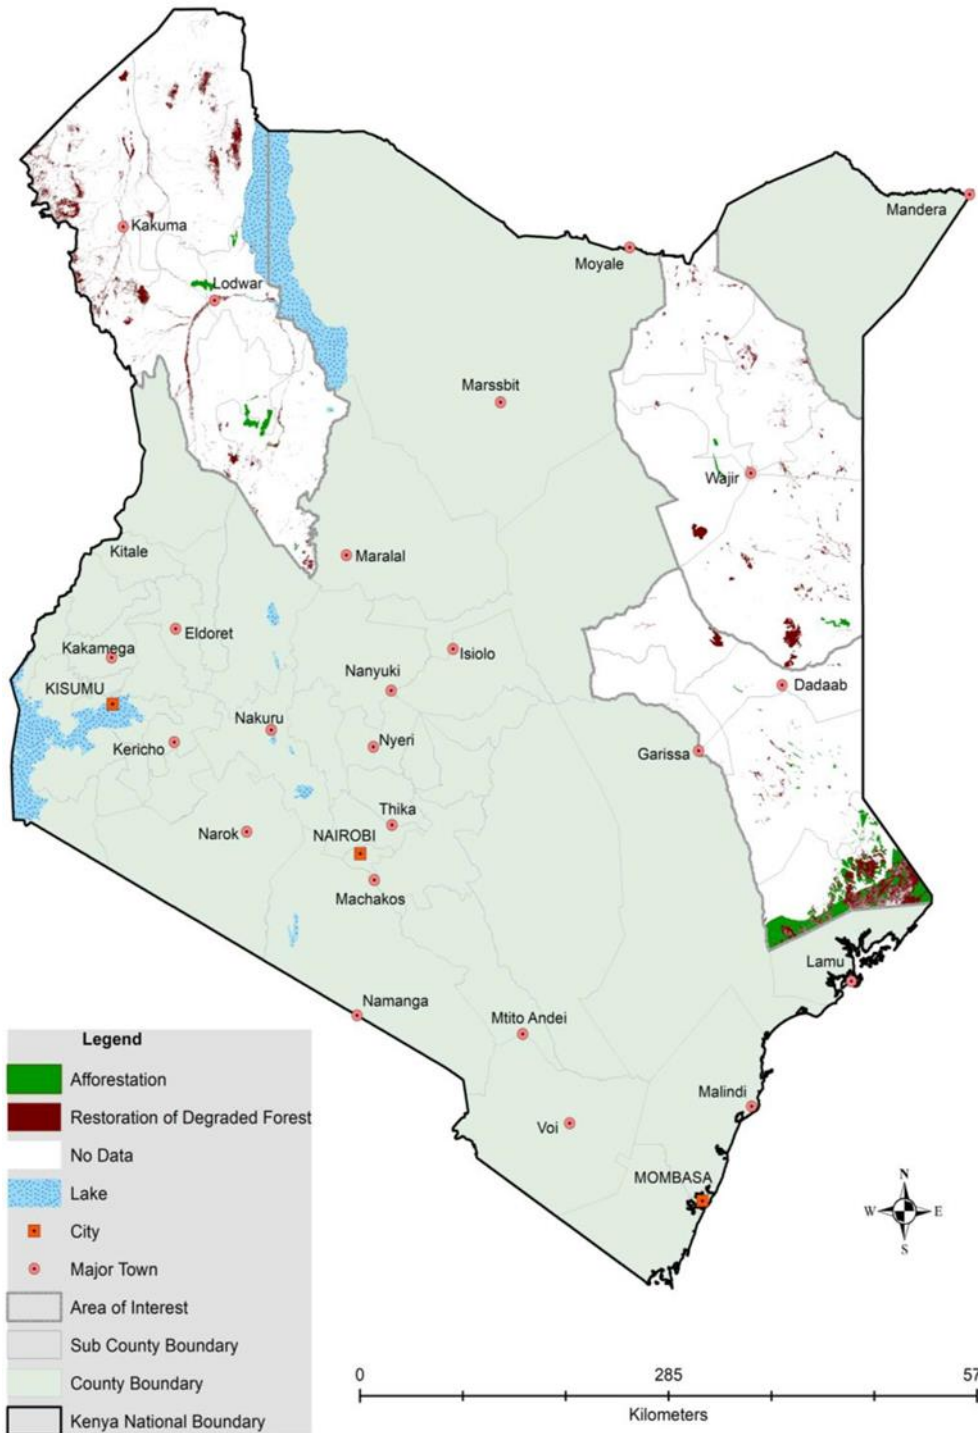 Mandera
Kakuma
Moyale
Lodwar
Marssbit
Wajir
Maralal
Kitale
Eldoret
Kakamega
Isiolo
Nanyuki
KISUMU
Dadaab
Nakuru
Nyeri
Kericho
Garissa
Thika
Narok
NAIROBI
Machakos
Lamu
Namanga
Mtito Andei
Malindi
Voi
MOMBASA
Legend
Afforestation
Restoration of Degraded Forest
No Data
Lake
City
Major Town
Area of Interest
Sub County Boundary
County Boundary
Kenya National Boundary
N
W E
S
0 285 57
Kilometers